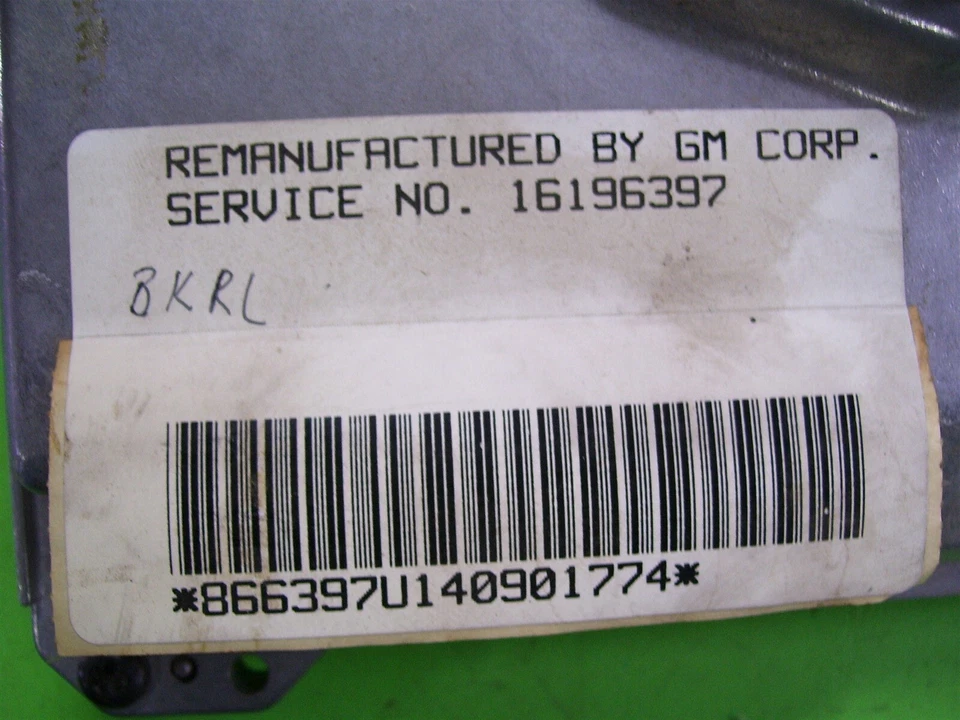 REMANUFACTURED BY GM CORP.
SERVICE NO. 16196397
BKRL
*866397U140901774*